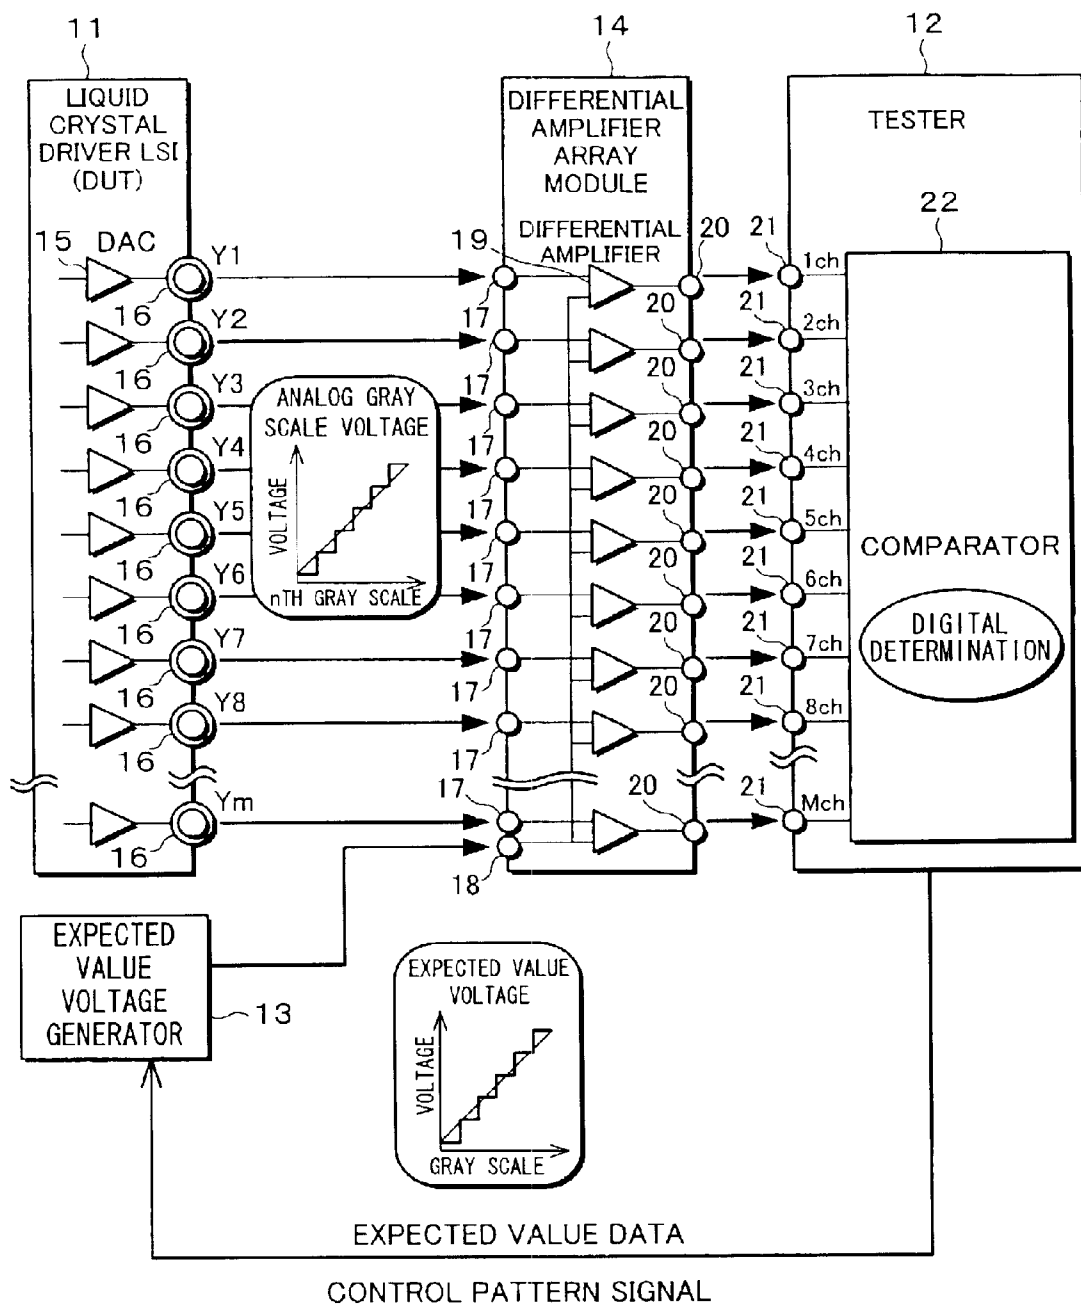 11
14
12
LIQUID
CRYSTAL
DRIVER LSI
(DUT)
DIFFERENTIAL
AMPLIFIER
ARRAY
MODULE
TESTER
22
15
DAC
DIFFERENTIAL
AMPLIFIER
19
20
21
Y1
1ch
16
17
20
21
Y2
2ch
16
17
20
21
Y3
3ch
16
17
20
21
Y4
4ch
16
17
20
21
Y5
5ch
16
17
20
21
Y6
6ch
16
17
20
21
Y7
7ch
16
17
20
21
Y8
8ch
16
17
ANALOG GRAY
SCALE VOLTAGE
VOLTAGE
nTH GRAY SCALE
COMPARATOR
DIGITAL
DETERMINATION
Ym
17
20
21
Mch
16
18
EXPECTED
VALUE
VOLTAGE
GENERATOR
13
EXPECTED VALUE
VOLTAGE
VOLTAGE
GRAY SCALE
EXPECTED VALUE DATA
CONTROL PATTERN SIGNAL